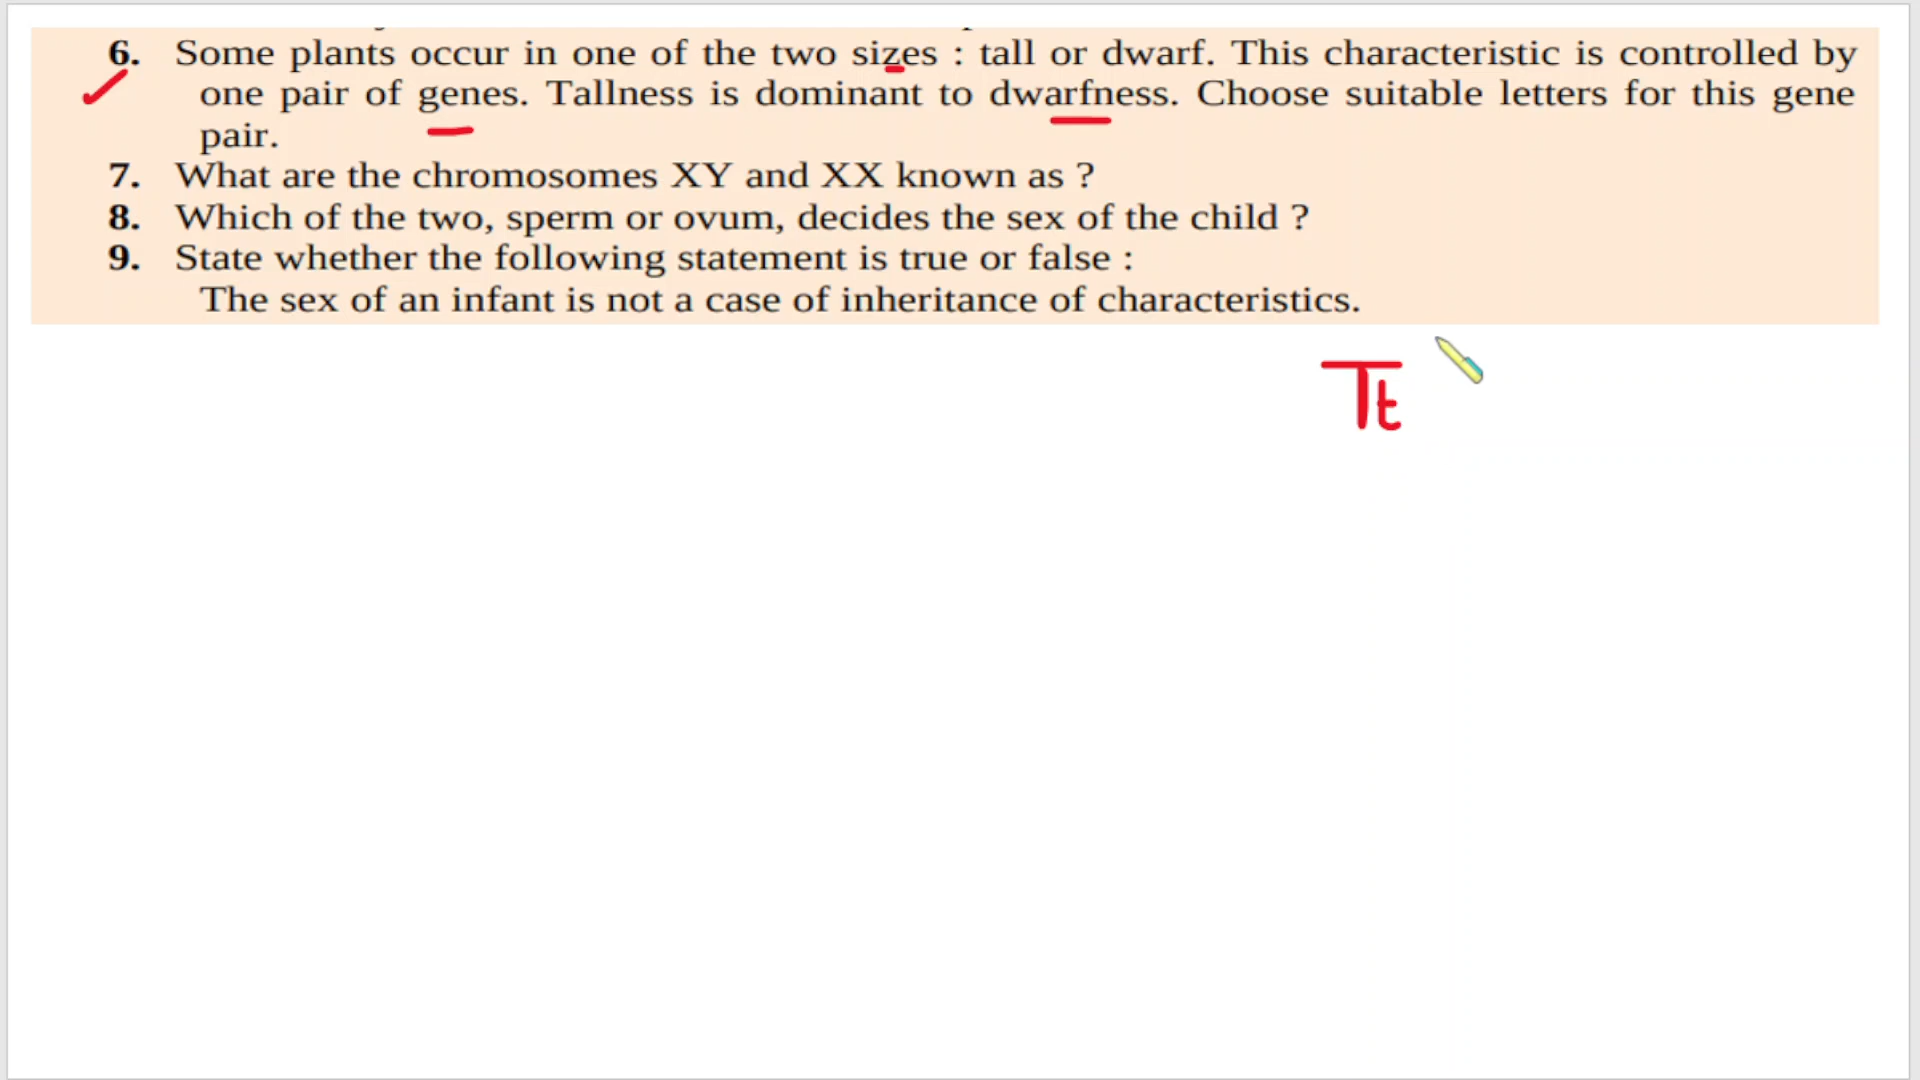 6. Some plants occur in one of the two sizes : tall or dwarf. This characteristic is controlled by
one pair of genes. Tallness is dominant to dwarfness. Choose suitable letters for this gene
pair.
7. What are the chromosomes XY and XX known as ?
8. Which of the two, sperm or ovum, decides the sex of the child ?
9. State whether the following statement is true or false :
The sex of an infant is not a case of inheritance of characteristics.
Tt